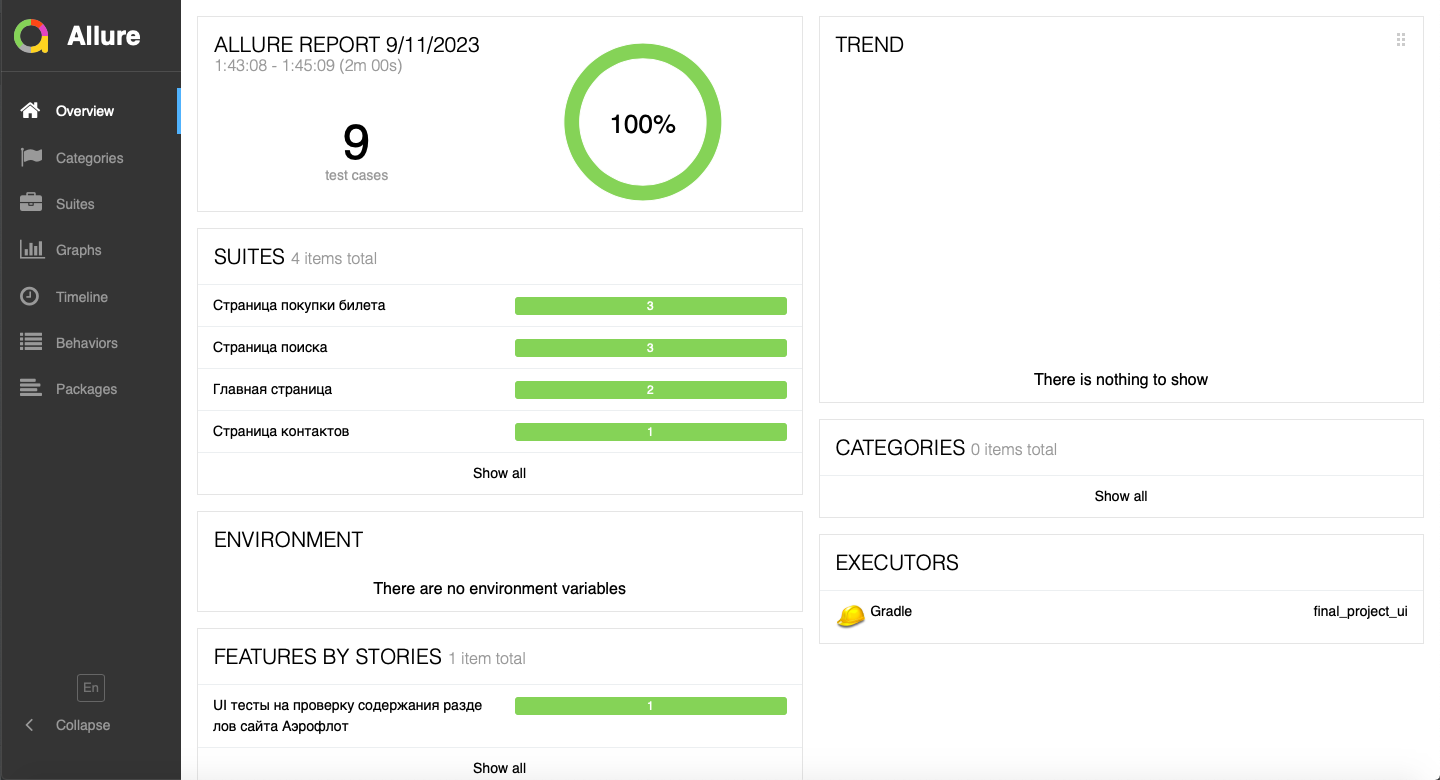 Allure
Overview
Categories
Suites
Graphs
Timeline
Behaviors
Packages
En
Collapse
ALLURE REPORT 9/11/2023
1:43:08 - 1:45:09 (2m 00s)
9
test cases
100%
SUITES 4 items total
Страница покупки билета 3
Страница поиска 3
Главная страница 2
Страница контактов 1
Show all
ENVIRONMENT
There are no environment variables
FEATURES BY STORIES 1 item total
UI тесты на проверку содержания разде
лов сайта Аэрофлот
1
Show all
TREND
There is nothing to show
CATEGORIES 0 items total
Show all
EXECUTORS
Gradle final_project_ui